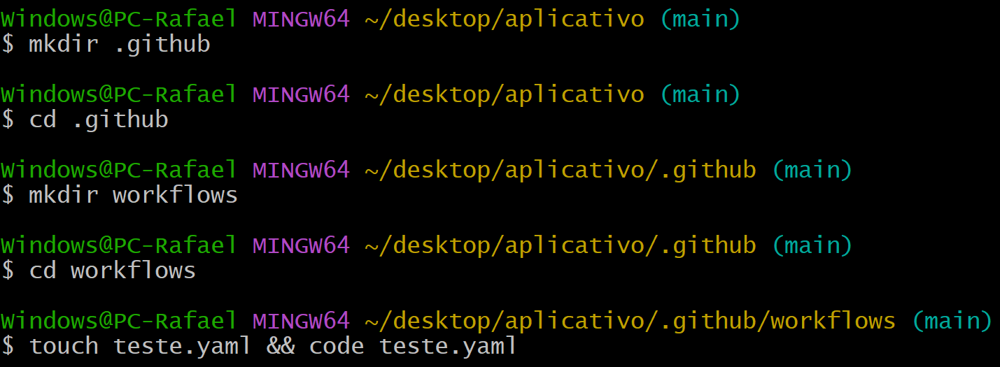 Windows@PC-Rafael MINGW64 ~/desktop/aplicativo (main)
$ mkdir .github
Windows@PC-Rafael MINGW64 ~/desktop/aplicativo (main)
$ cd .github
Windows@PC-Rafael MINGW64 ~/desktop/aplicativo/.github (main)
$ mkdir workflows
Windows@PC-Rafael MINGW64 ~/desktop/aplicativo/.github (main)
$ cd workflows
Windows@PC-Rafael MINGW64 ~/desktop/aplicativo/.github/workflows (main)
$ touch teste.yaml && code teste.yaml